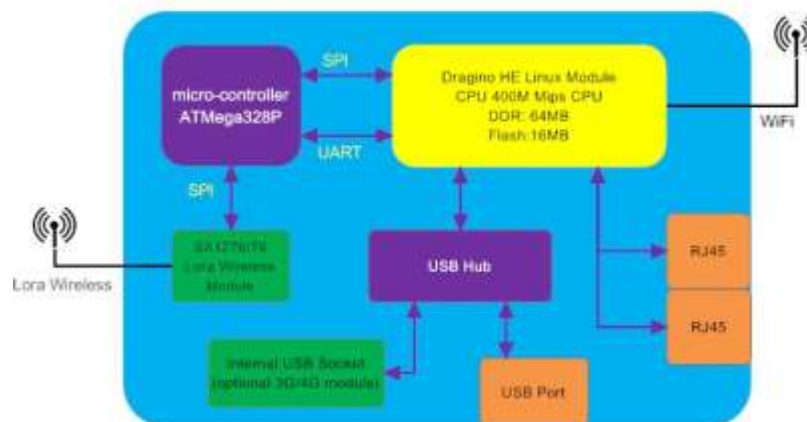 SPI
micro-controller
ATMega328P
Dragino HE Linux Module
CPU 400M Mips CPU
DDR: 64MB
Flash:16MB
WiFi
UART
SPI
Lora Wireless
Lora Wireless
Module
USB Hub
RJ45
RJ45
Internal USB Socket
(optional 3G/4G module)
USB Port